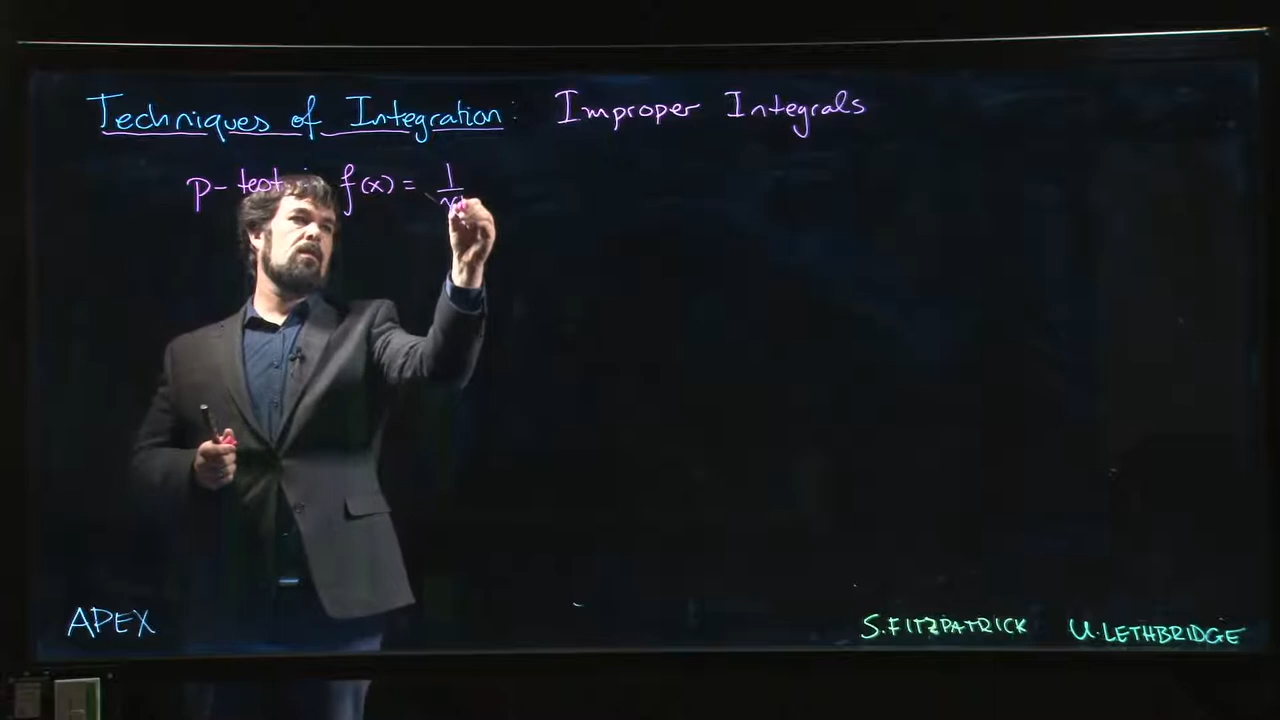 Techniques of Integration: Improper Integrals
p-test: f(x) = 1/x
APEX
S. FITZPATRICK U. LETHBRIDGE